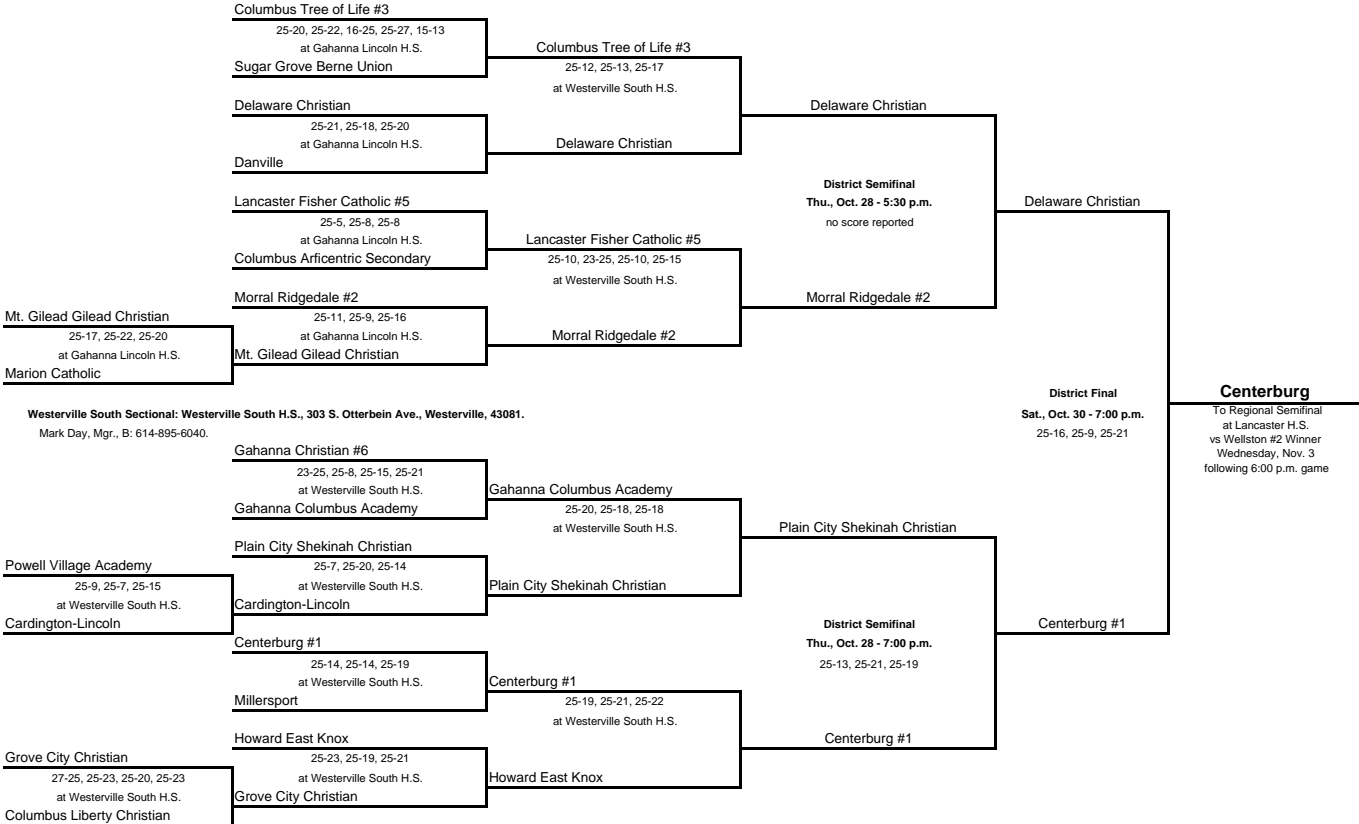 Columbus Tree of Life #3
25-20, 25-22, 16-25, 25-27, 15-13
at Gahanna Lincoln H.S.
Sugar Grove Berne Union
Columbus Tree of Life #3
25-12, 25-13, 25-17
at Westerville South H.S.
Delaware Christian
25-21, 25-18, 25-20
at Gahanna Lincoln H.S.
Danville
Delaware Christian
Delaware Christian
District Semifinal
Thu., Oct. 28 - 5:30 p.m.
no score reported
Delaware Christian
Lancaster Fisher Catholic #5
25-5, 25-8, 25-8
at Gahanna Lincoln H.S.
Columbus Arficentric Secondary
Lancaster Fisher Catholic #5
25-10, 23-25, 25-10, 25-15
at Westerville South H.S.
Morral Ridgedale #2
25-11, 25-9, 25-16
at Gahanna Lincoln H.S.
Mt. Gilead Gilead Christian
Morral Ridgedale #2
Morral Ridgedale #2
Mt. Gilead Gilead Christian
25-17, 25-22, 25-20
at Gahanna Lincoln H.S.
Marion Catholic
District Final
Sat., Oct. 30 - 7:00 p.m.
25-16, 25-9, 25-21
Centerburg
To Regional Semifinal
at Lancaster H.S.
vs Wellston #2 Winner
Wednesday, Nov. 3
following 6:00 p.m. game
Westerville South Sectional: Westerville South H.S., 303 S. Otterbein Ave., Westerville, 43081.
Mark Day, Mgr., B: 614-895-6040.
Gahanna Christian #6
23-25, 25-8, 25-15, 25-21
at Westerville South H.S.
Gahanna Columbus Academy
Gahanna Columbus Academy
25-20, 25-18, 25-18
at Westerville South H.S.
Plain City Shekinah Christian
Plain City Shekinah Christian
25-7, 25-20, 25-14
at Westerville South H.S.
Cardington-Lincoln
Plain City Shekinah Christian
Powell Village Academy
25-9, 25-7, 25-15
at Westerville South H.S.
Cardington-Lincoln
District Semifinal
Thu., Oct. 28 - 7:00 p.m.
25-13, 25-21, 25-19
Centerburg #1
Centerburg #1
25-14, 25-14, 25-19
at Westerville South H.S.
Millersport
Centerburg #1
25-19, 25-21, 25-22
at Westerville South H.S.
Centerburg #1
Howard East Knox
25-23, 25-19, 25-21
at Westerville South H.S.
Grove City Christian
Howard East Knox
Grove City Christian
27-25, 25-23, 25-20, 25-23
at Westerville South H.S.
Columbus Liberty Christian